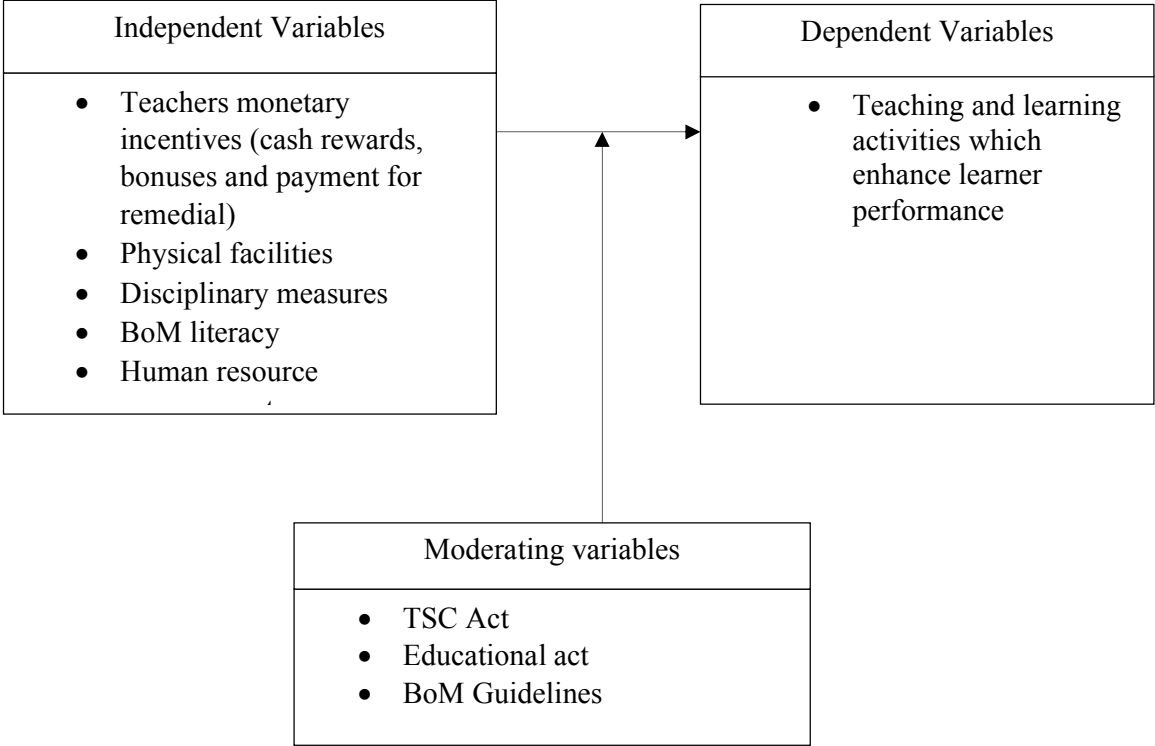 Independent Variables
• Teachers monetary
incentives (cash rewards,
bonuses and payment for
remedial)
• Physical facilities
• Disciplinary measures
• BoM literacy
• Human resource
Dependent Variables
• Teaching and learning
activities which
enhance learner
performance
Moderating variables
• TSC Act
• Educational act
• BoM Guidelines